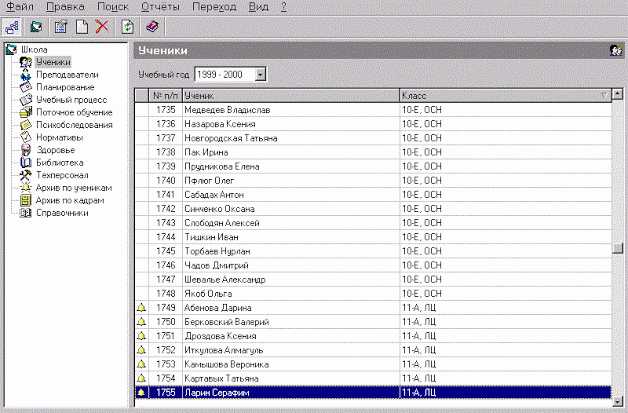 Файл Правка Поиск Отчёты Переход Вид ?
Школа
Ученики
Преподаватели
Планирование
Учебный процесс
Поточное обучение
Психобследования
Нормативы
Здоровье
Библиотека
Техперсонал
Архив по ученикам
Архив по кадрам
Справочники
Ученики
Учебный год 1999 - 2000
№ п/п Ученик Класс
1735 Медведев Владислав 10-Е, ОСН
1736 Назарова Ксения 10-Е, ОСН
1737 Новгородская Татьяна 10-Е, ОСН
1738 Пак Ирина 10-Е, ОСН
1739 Прудникова Елена 10-Е, ОСН
1740 Пфлюг Олег 10-Е, ОСН
1741 Сабадах Антон 10-Е, ОСН
1742 Синченко Оксана 10-Е, ОСН
1743 Слободян Алексей 10-Е, ОСН
1744 Тишкин Иван 10-Е, ОСН
1745 Торбаев Нурлан 10-Е, ОСН
1746 Чадов Дмитрий 10-Е, ОСН
1747 Шевалье Александр 10-Е, ОСН
1748 Якоб Ольга 10-Е, ОСН
1749 Абенова Дарина 11-А, ЛЦ
1750 Берковский Валерий 11-А, ЛЦ
1751 Дроздова Ксения 11-А, ЛЦ
1752 Иткулова Алмагуль 11-А, ЛЦ
1753 Камышова Вероника 11-А, ЛЦ
1754 Картавых Татьяна 11-А, ЛЦ
1755 Ларин Серафим 11-А, ЛЦ